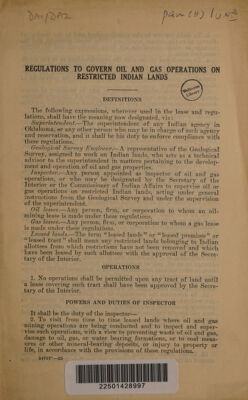 REGULATIONS TO GOVERN OIL AND GAS OPERATIONS ON
RESTRICTED INDIAN LANDS
DEFINITIONS
The following expressions, wherever used in the lease and regu-
lations, shall have the meaning now designated, viz:
Superintendent.—The superintendent of any Indian agency in
Oklahoma, or any other person who may be in charge of such agency
and reservation, and it shall be his duty to enforce compliance with
these regulations.
Geological Survey Engineer.—A representative of the Geological
Survey, assigned to work on Indian lands, who acts as a technical
advisor to the superintendent in matters pertaining to the develop-
ment and operation of oil and gas properties.
Inspector.—Any person appointed as inspector of oil and gas
operations, or who may be designated by the Secretary of the
Interior or the Commissioner of Indian Affairs to supervise oil or
gas operations on restricted Indian lands, acting under general
instructions from the Geological Survey and under the supervision
of the superintendent.
Oil lessee.—Any person, firm, or corporation to whom an oil-
mining lease is made under these regulations.
Gas lessee.—Any person, firm, or corporation to whom a gas lease
is made under these regulations.
Leased lands.—The term "leased lands" or "leased premises" or
"leased tract" shall mean any restricted lands belonging to Indian
allottees from which restrictions have not been removed and which
have been leased by such allottees with the approval of the Secre-
tary of the Interior.
OPERATIONS
1. No operations shall be permitted upon any tract of land until
a lease covering such tract shall have been approved by the Secre-
tary of the Interior.
POWERS AND DUTIES OF INSPECTOR
It shall be the duty of the inspector—
2. To visit from time to time leased lands where oil and gas
mining operations are being conducted and to inspect and super-
vise such operations, with a view to preventing waste of oil and gas,
damage to oil, gas, or water bearing formations, or to coal meas-
ures or other mineral-bearing deposits, or injury to property or
life, in accordance with the provisions of these regulations.
22501428997